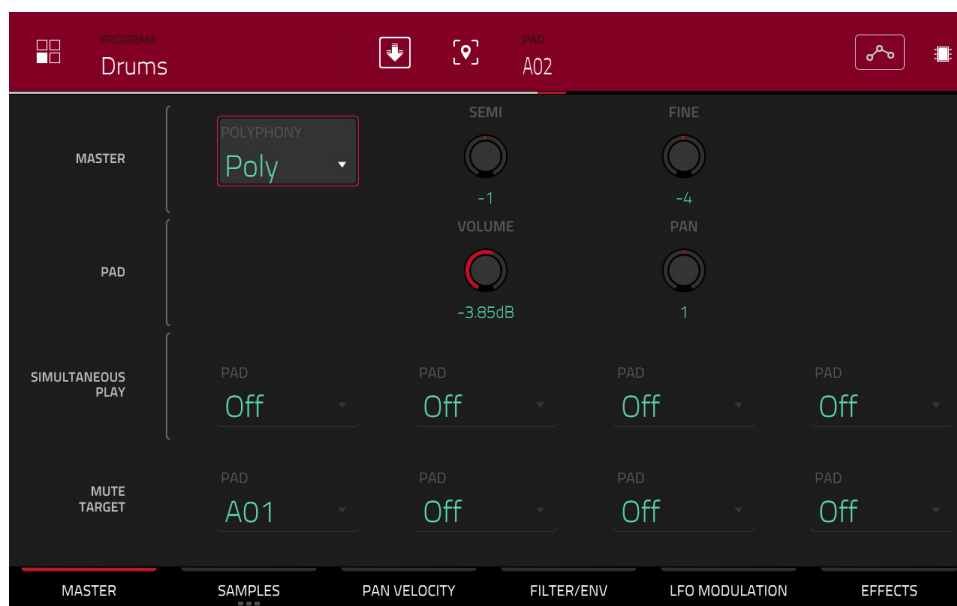 PROGRAM
Drums
PAD
A02
MASTER
POLYPHONY
Poly
SEMI
-1
FINE
-4
PAD
VOLUME
-3.85dB
PAN
1
SIMULTANEOUS
PLAY
PAD
Off
PAD
Off
PAD
Off
PAD
Off
MUTE
TARGET
PAD
A01
PAD
Off
PAD
Off
PAD
Off
MASTER
SAMPLES
PAN VELOCITY
FILTER/ENV
LFO MODULATION
EFFECTS